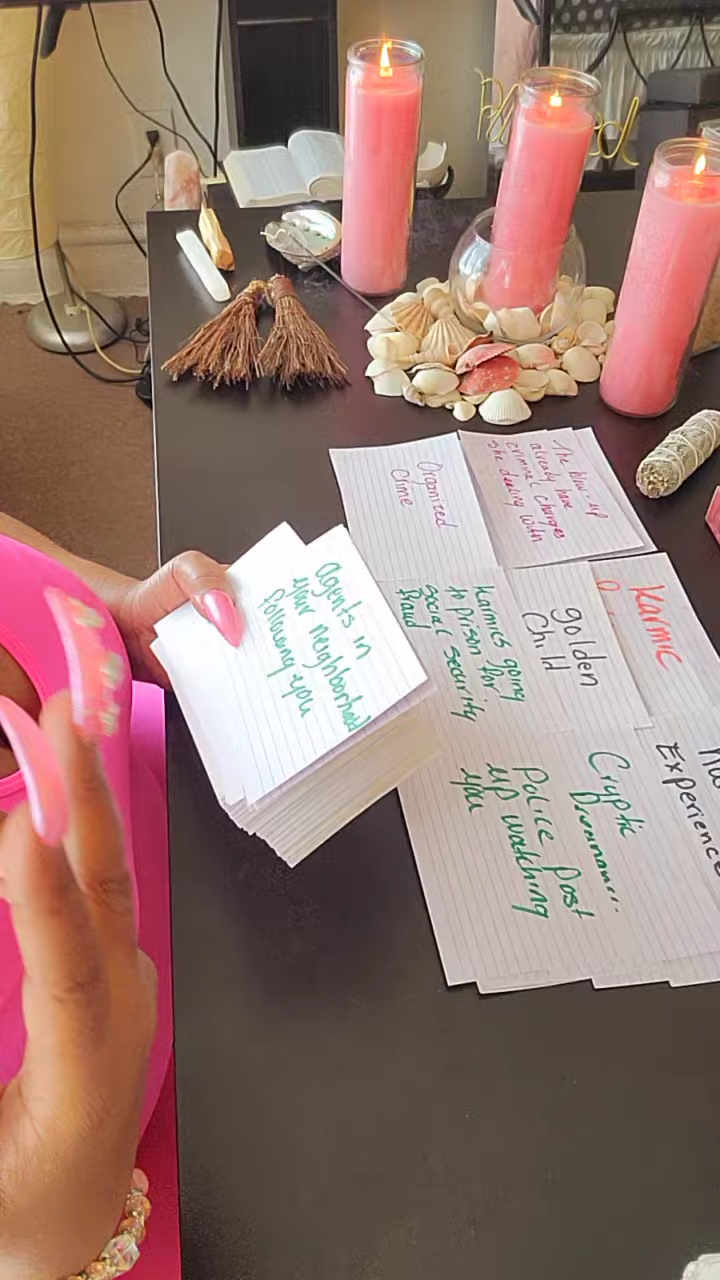 The blow-up
already have
criminal charges
she dealing with
Organized
Crime
Karmic
golden
Child
Karmics going
to prison for
social security
fraud
Experience
Cryptic
Police Post
up watching
you
agents in
your neighborhood
following you